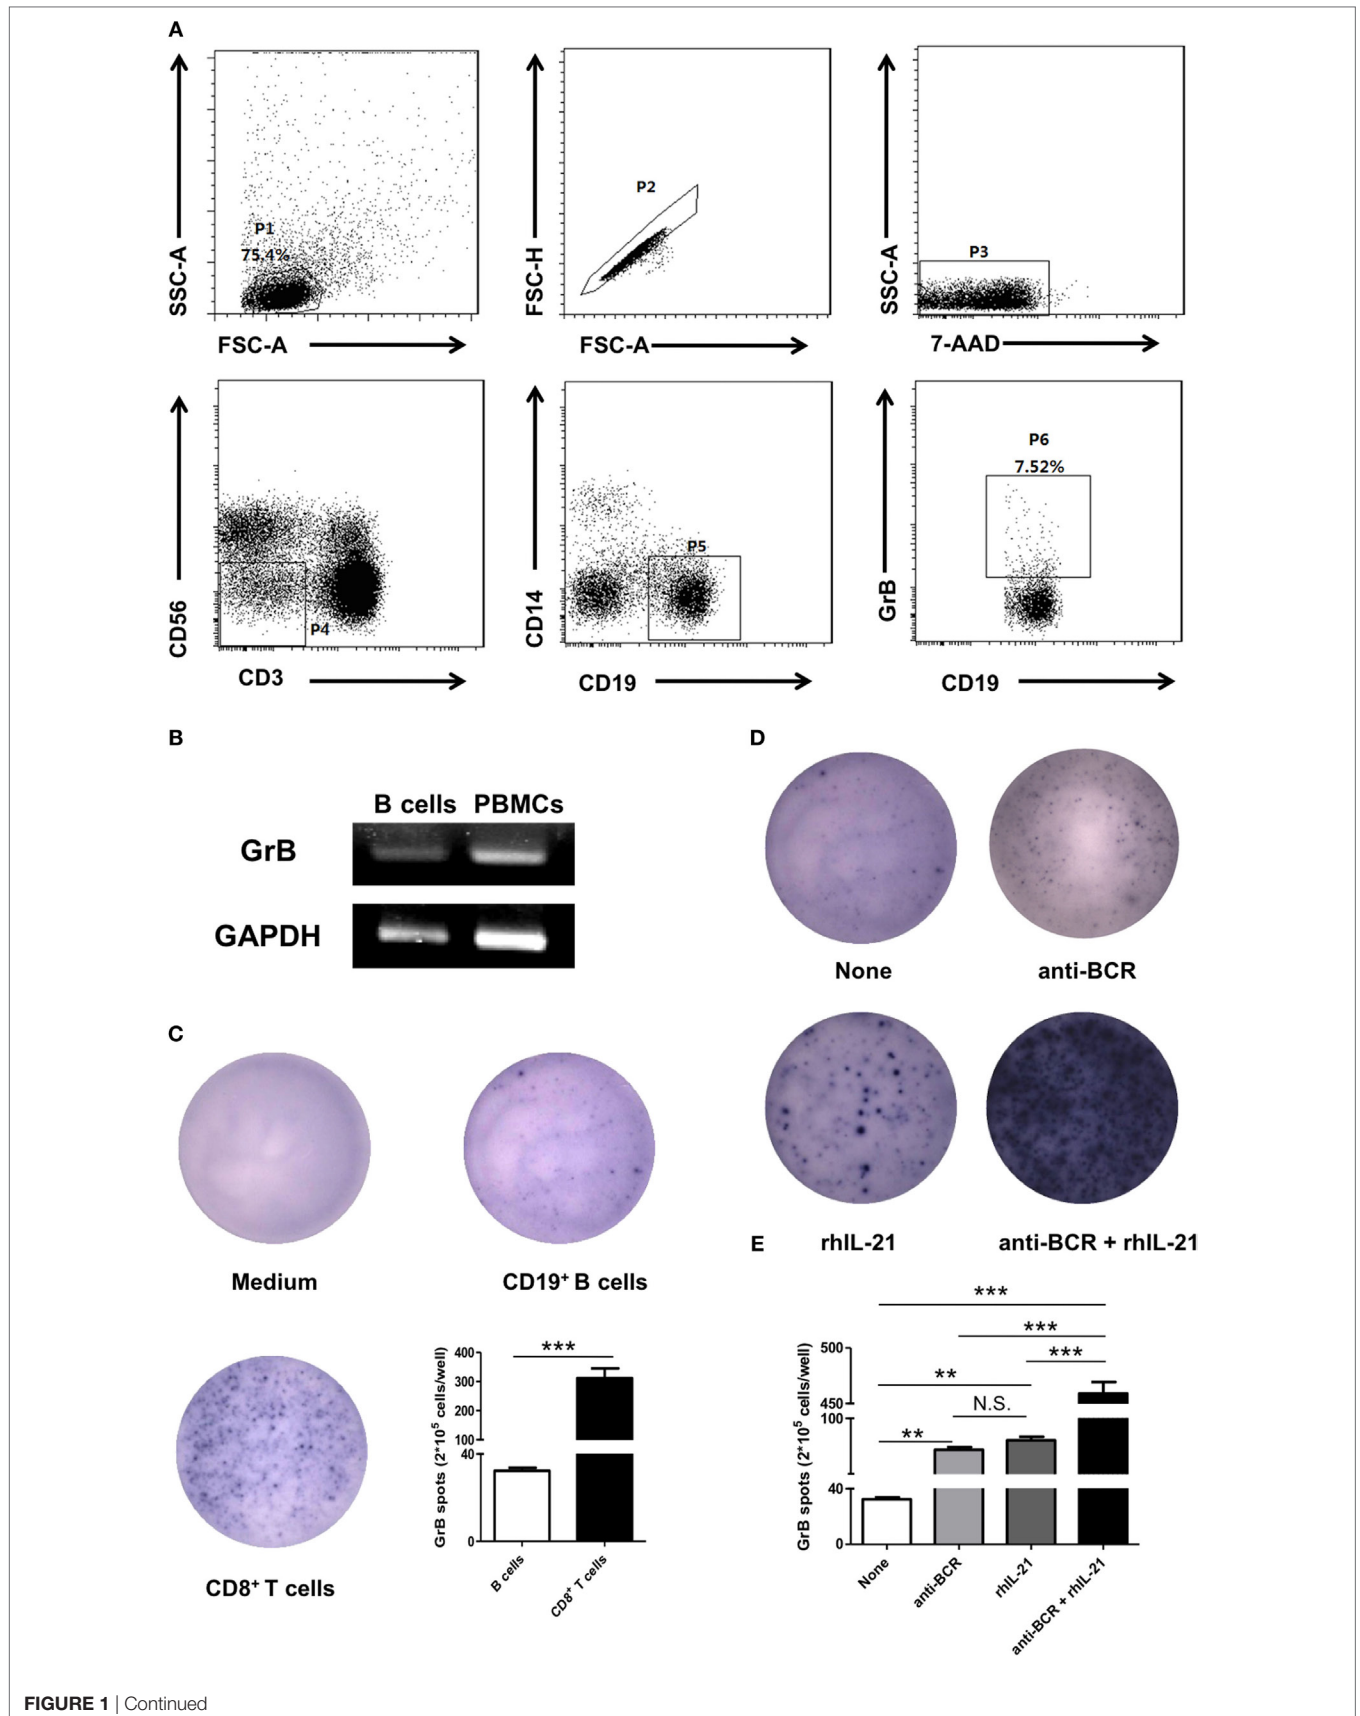 A
SSC-A
P1
75.4%
FSC-A
FSC-H
P2
FSC-A
SSC-A
P3
7-AAD
CD56
P4
CD3
CD14
P5
CD19
GrB
P6
7.52%
CD19
B
B cells PBMCs
GrB
GAPDH
C
Medium
CD19⁺ B cells
CD8⁺ T cells
GrB spots (2*10⁵ cells/well)
***
400
300
200
100
40
0
B cells
CD8⁺ T cells
D
None
anti-BCR
rhIL-21
anti-BCR + rhIL-21
E
GrB spots (2*10⁵ cells/well)
***
***
***
**
N.S.
**
500
450
100
40
0
None
anti-BCR
rhIL-21
anti-BCR + rhIL-21
FIGURE 1 | Continued